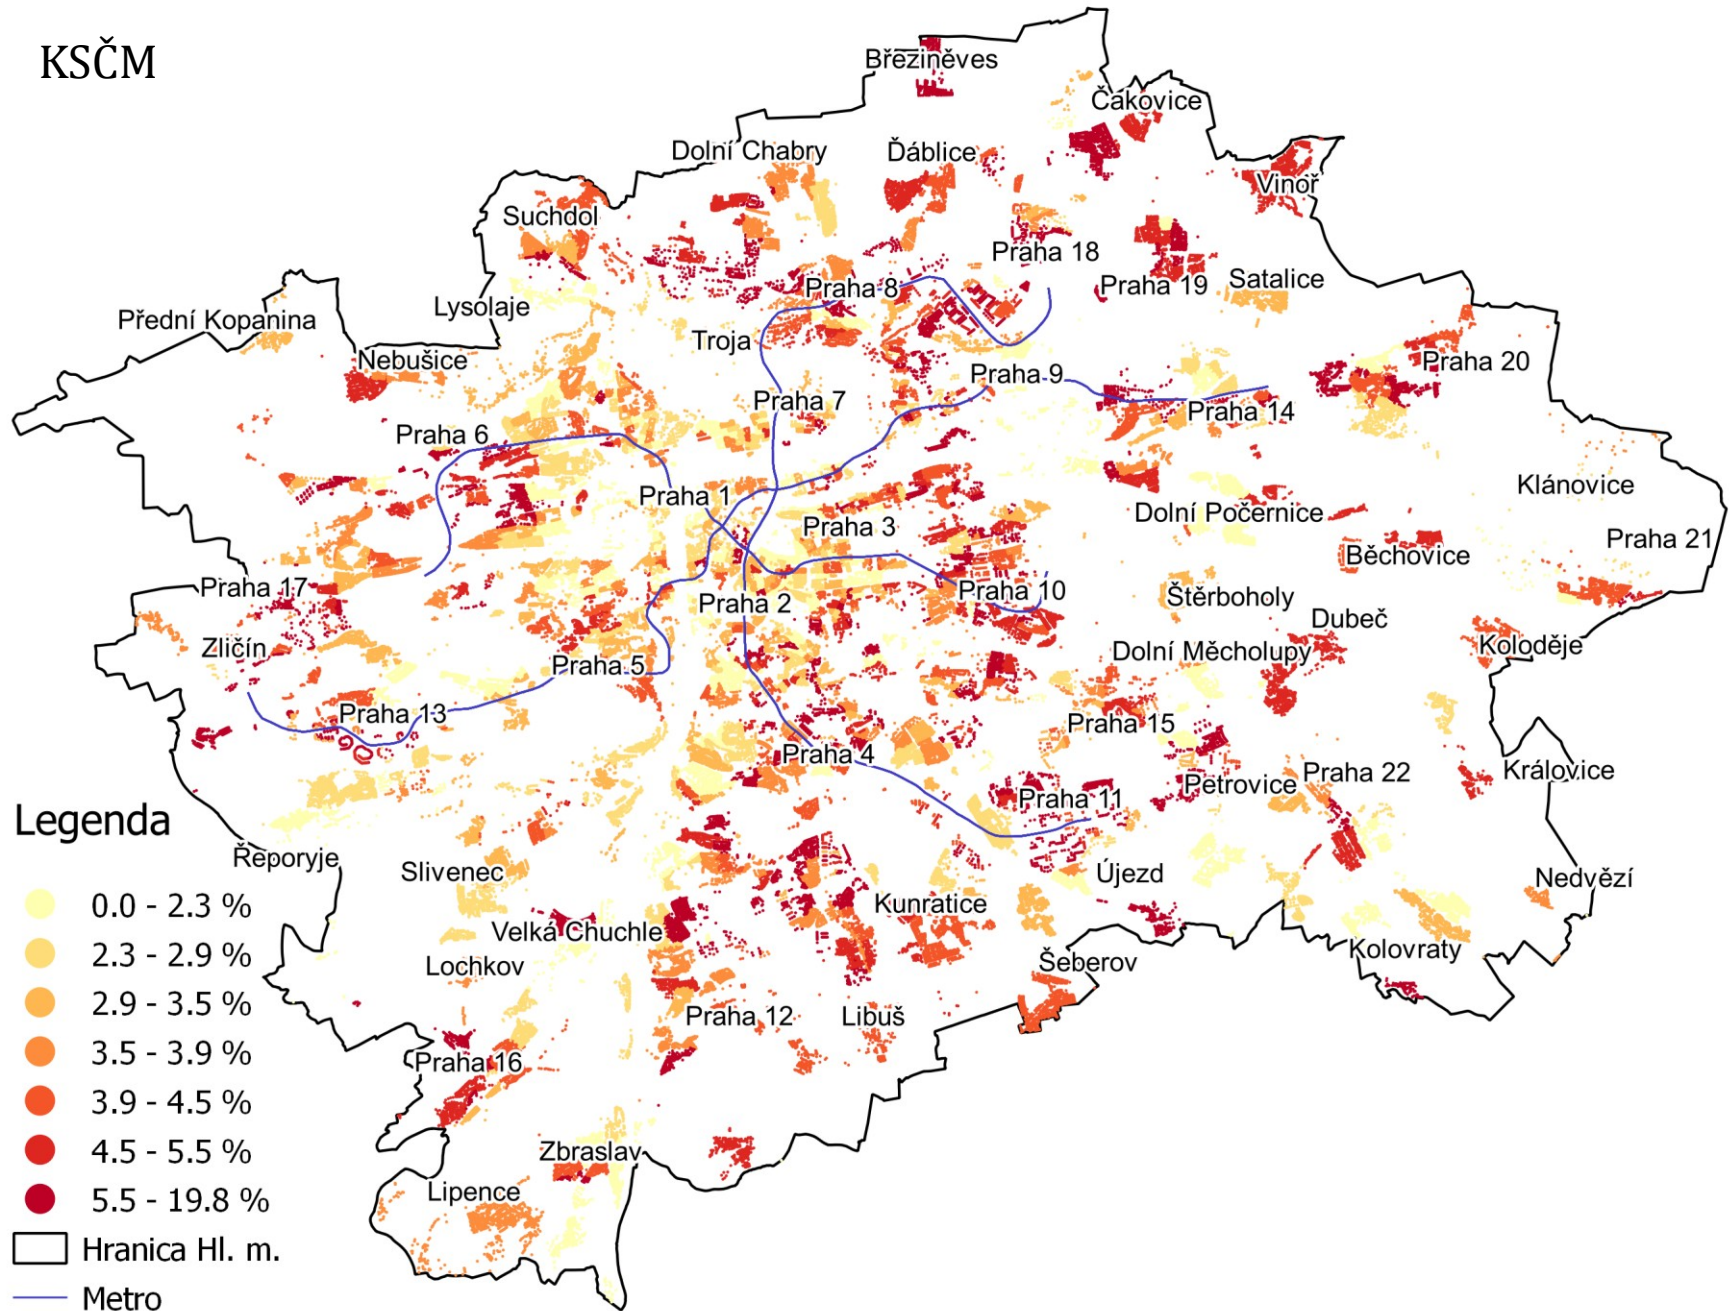 KSČM
Březiněves
Čakovice
Dolní Chabry
Ďáblice
Vinoř
Suchdol
Praha 18
Praha 8
Praha 19
Satalice
Lysolaje
Přední Kopanina
Troja
Nebušice
Praha 20
Praha 9
Praha 7
Praha 14
Praha 6
Klánovice
Praha 1
Dolní Počernice
Praha 3
Praha 21
Běchovice
Praha 17
Praha 10
Štěrboholy
Praha 2
Dubeč
Zličín
Koloděje
Dolní Měcholupy
Praha 5
Praha 13
Praha 15
Praha 4
Praha 22
Královice
Petrovice
Praha 11
Řeporyje
Slivenec
Újezd
Nedvězí
Kunratice
Velká Chuchle
Kolovraty
Lochkov
Šeberov
Praha 12
Libuš
Praha 16
Zbraslav
Lipence
Legenda
0.0 - 2.3 %
2.3 - 2.9 %
2.9 - 3.5 %
3.5 - 3.9 %
3.9 - 4.5 %
4.5 - 5.5 %
5.5 - 19.8 %
Hranica Hl. m.
Metro